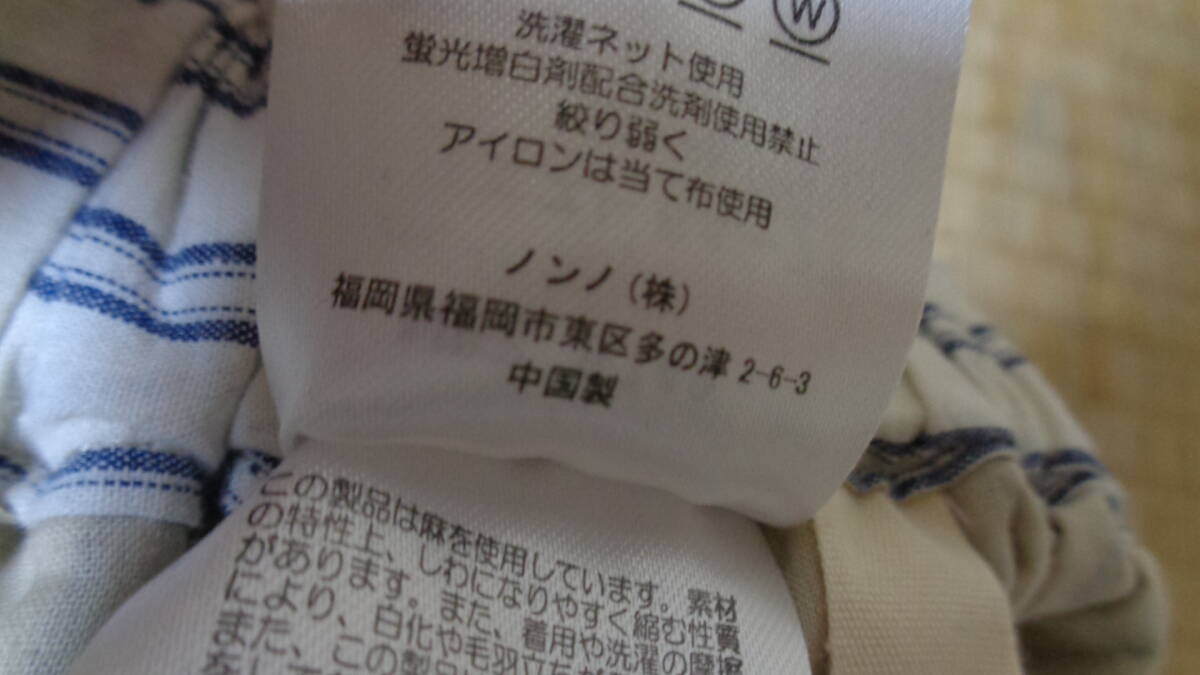 W
洗濯ネット使用
蛍光増白剤配合洗剤使用禁止
絞り弱く
アイロンは当て布使用
ノンノ(株)
福岡県福岡市東区多の津 2-6-3
中国製
この製品は麻を使用しています。素材
の特性上、しわになりやすく縮む性質
があります。また、着用や洗濯の摩擦
により、白化や毛羽立ちが
また、この製品